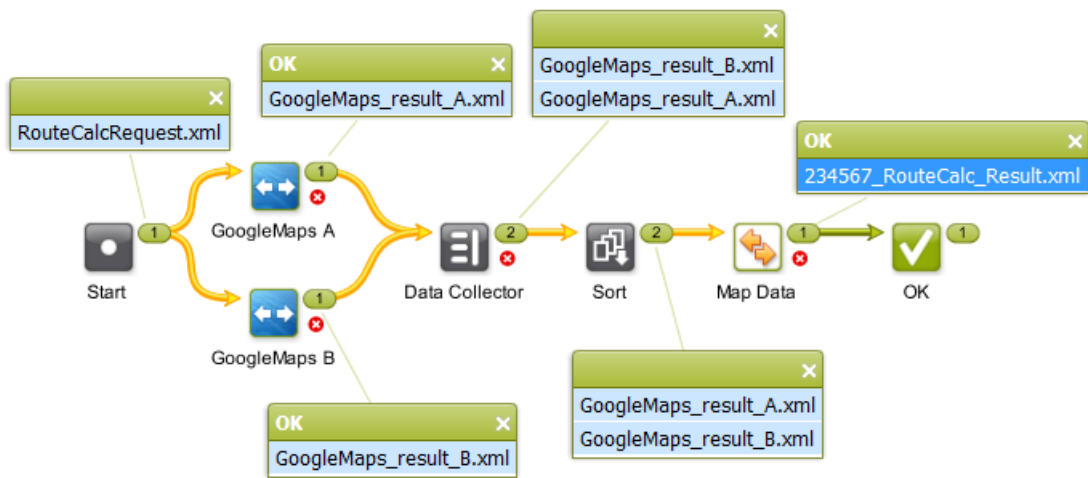 GoogleMaps_result_B.xml
GoogleMaps_result_A.xml
OK
GoogleMaps_result_A.xml
RouteCalcRequest.xml
OK
234567_RouteCalc_Result.xml
1
GoogleMaps A
1
Start
2
Data Collector
2
Sort
1
Map Data
1
OK
1
GoogleMaps B
GoogleMaps_result_A.xml
GoogleMaps_result_B.xml
OK
GoogleMaps_result_B.xml